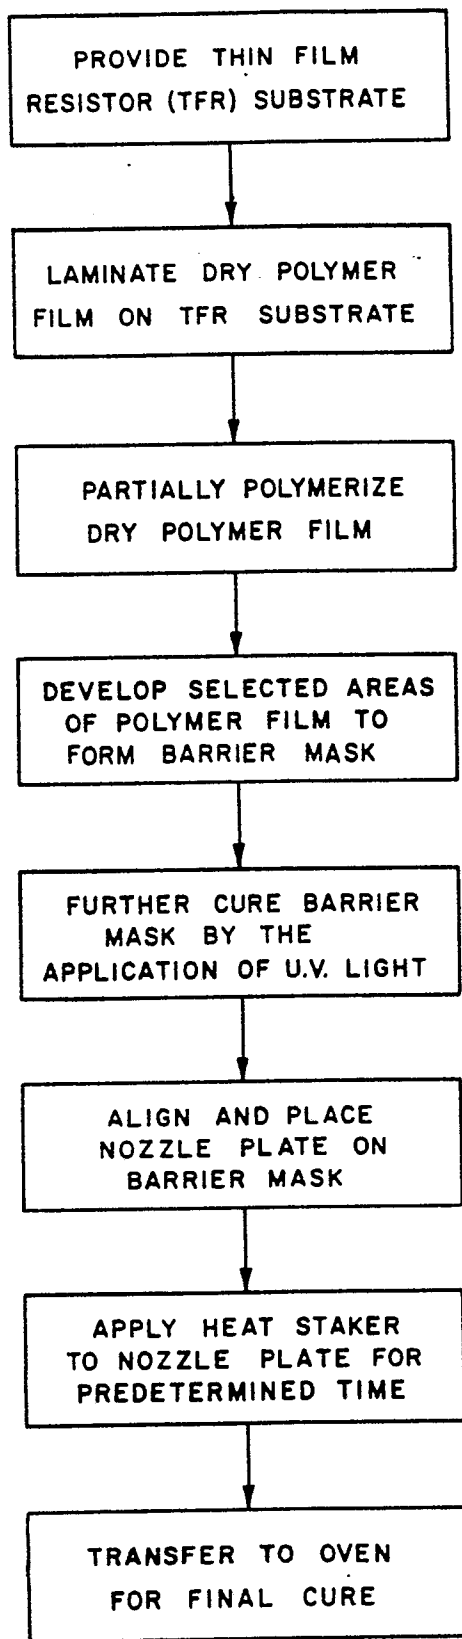 PROVIDE THIN FILM
RESISTOR (TFR) SUBSTRATE
LAMINATE DRY POLYMER
FILM ON TFR SUBSTRATE
PARTIALLY POLYMERIZE
DRY POLYMER FILM
DEVELOP SELECTED AREAS
OF POLYMER FILM TO
FORM BARRIER MASK
FURTHER CURE BARRIER
MASK BY THE
APPLICATION OF U.V. LIGHT
ALIGN AND PLACE
NOZZLE PLATE ON
BARRIER MASK
APPLY HEAT STAKER
TO NOZZLE PLATE FOR
PREDETERMINED TIME
TRANSFER TO OVEN
FOR FINAL CURE